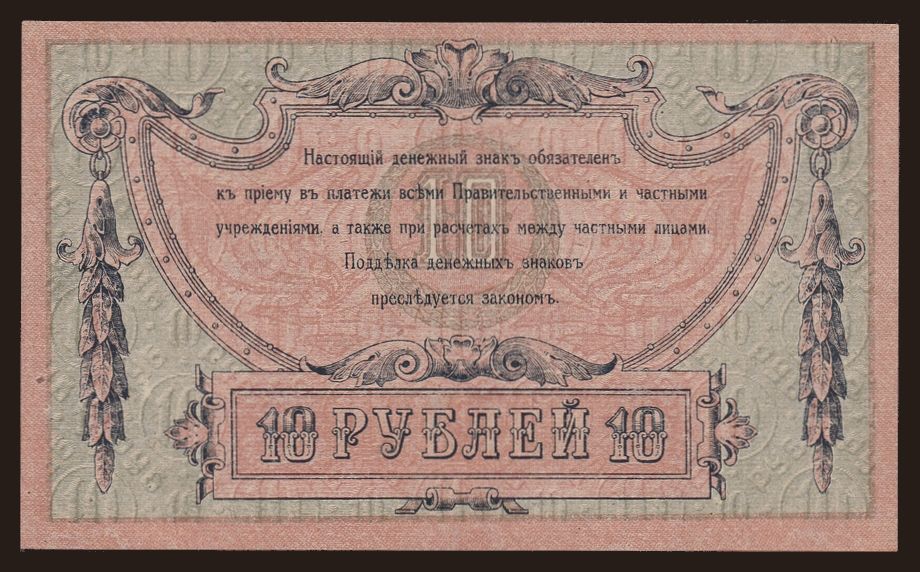 Настоящій денежный знакъ обязателенъ
къ пріему въ платежи всѣми Правительственными и частными
учрежденіями, а также при расчетахъ между частными лицами.
Поддѣлка денежныхъ знаковъ
преслѣдуется закономъ.
10
10 РУБЛЕЙ 10